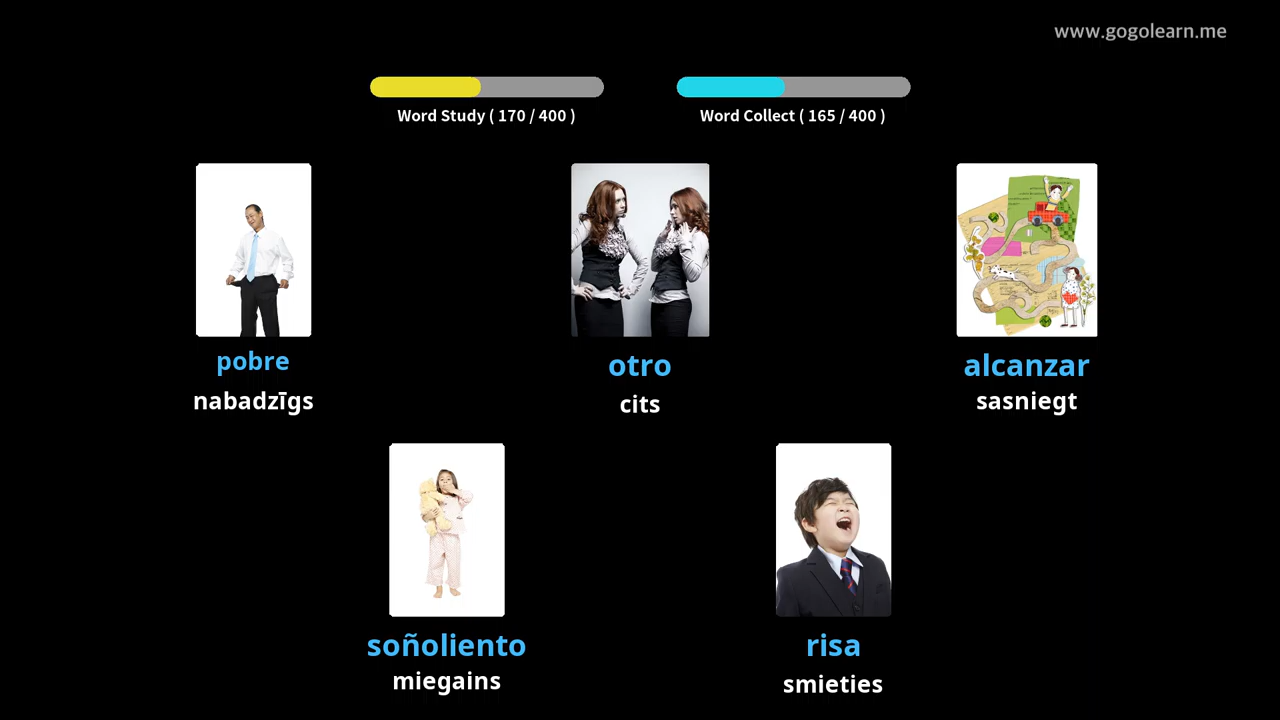 www.gogolearn.me
Word Study ( 170 / 400 )
Word Collect ( 165 / 400 )
pobre
nabadzīgs
otro
cits
alcanzar
sasniegt
soñoliento
miegains
risa
smieties